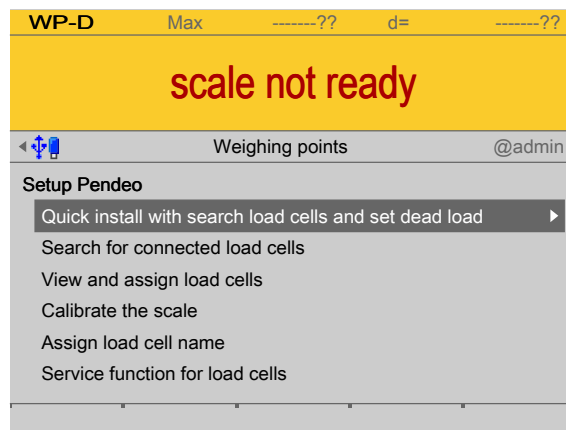 WP-D Max -------?? d= -------??
scale not ready
Weighing points @admin
Setup Pendeo
Quick install with search load cells and set dead load
Search for connected load cells
View and assign load cells
Calibrate the scale
Assign load cell name
Service function for load cells